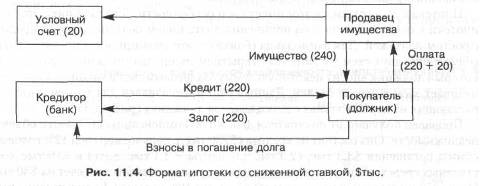 Условный
счет (20)
Продавец
имущества
Имущество (240)
Оплата
(220 + 20)
Кредитор
(банк)
Кредит (220)
Залог (220)
Покупатель
(должник)
Взносы в погашение долга
Рис. 11.4. Формат ипотеки со сниженной ставкой, $тыс.